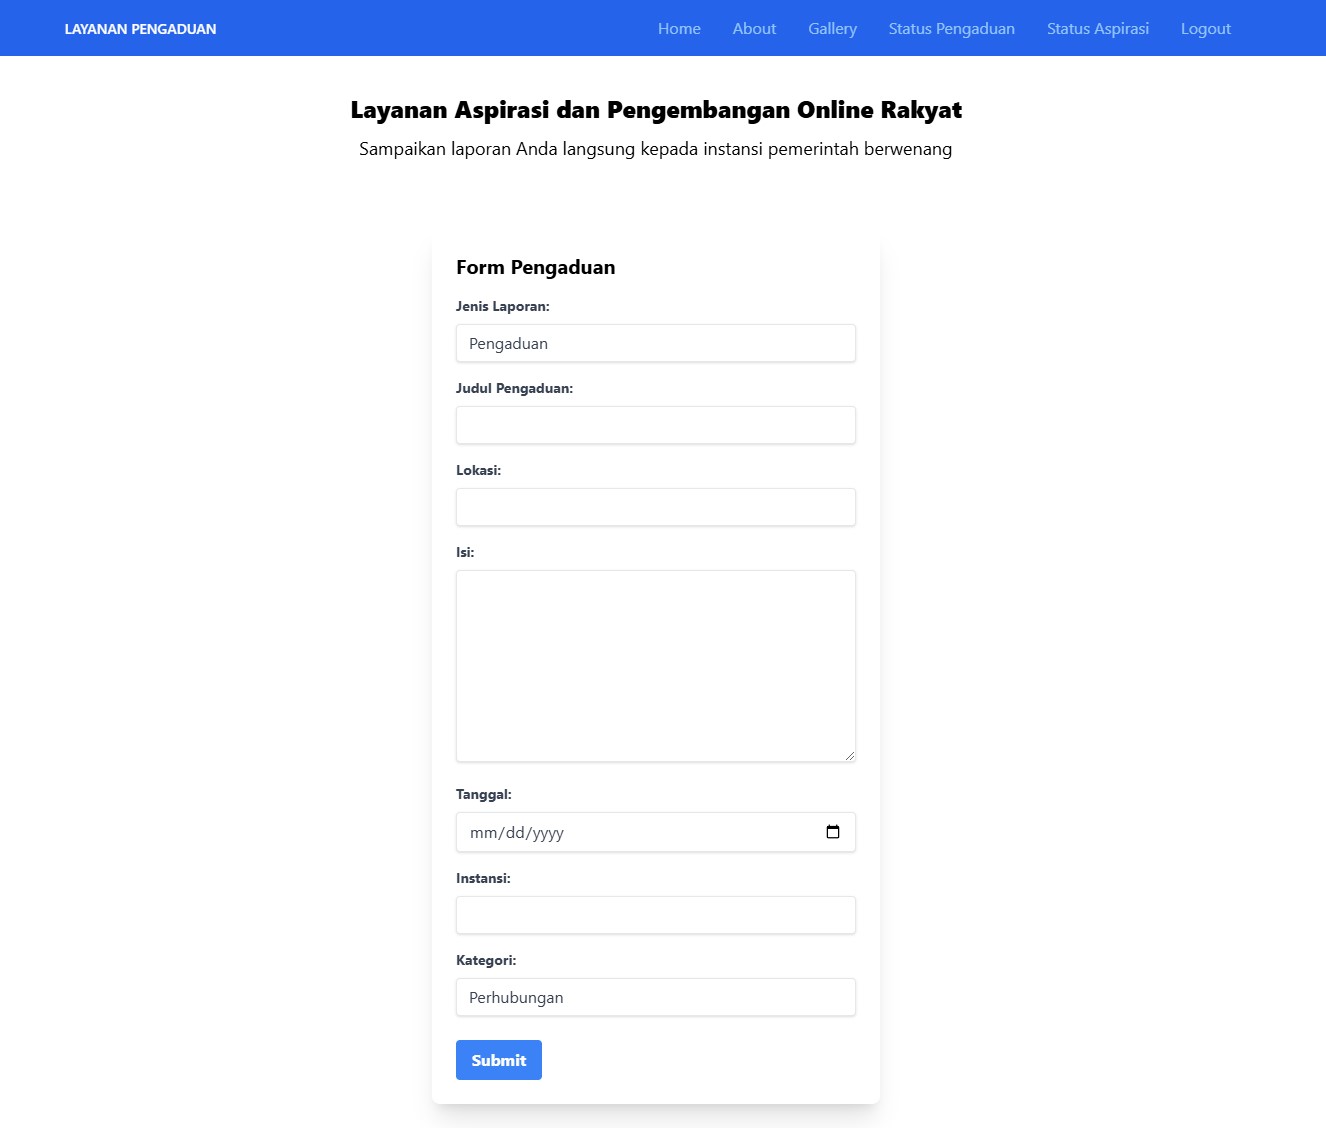 LAYANAN PENGADUAN
Home About Gallery Status Pengaduan Status Aspirasi Logout
Layanan Aspirasi dan Pengembangan Online Rakyat
Sampaikan laporan Anda langsung kepada instansi pemerintah berwenang
Form Pengaduan
Jenis Laporan:
Pengaduan
Judul Pengaduan:
Lokasi:
Isi:
Tanggal:
mm/dd/yyyy
Instansi:
Kategori:
Perhubungan
Submit